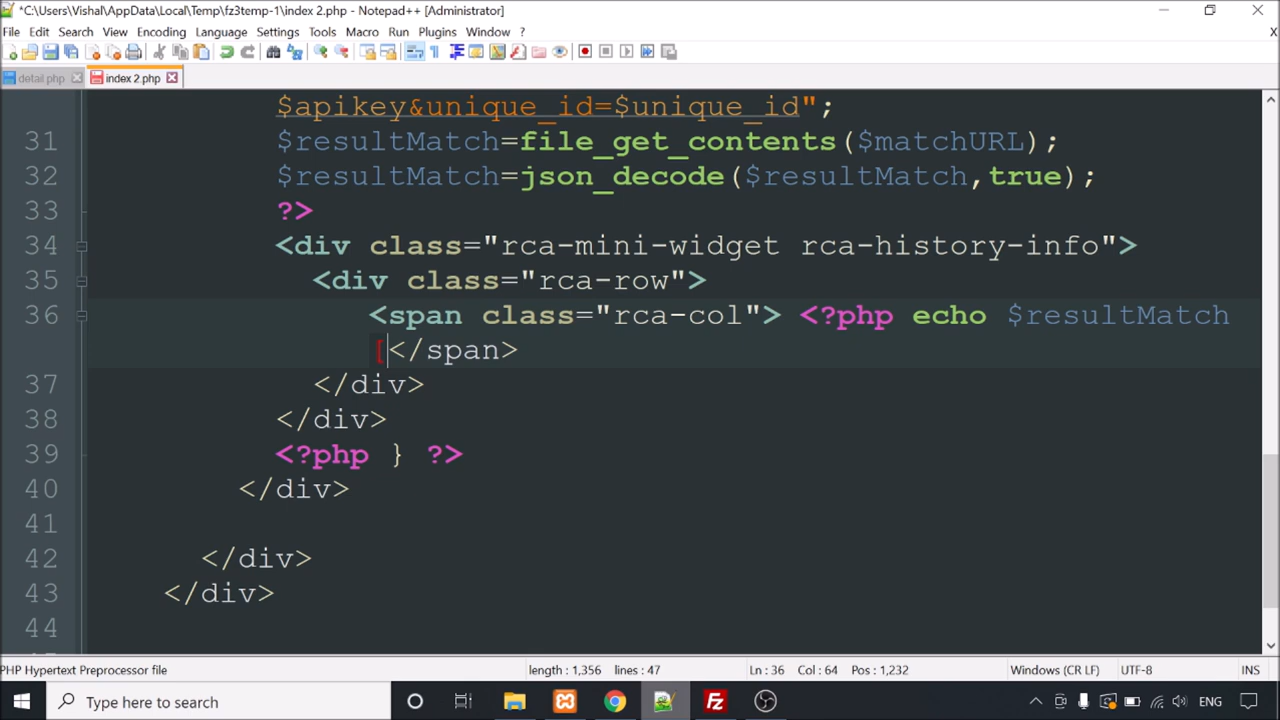 *C:\Users\Vishal\AppData\Local\Temp\fz3temp-1\index 2.php - Notepad++ [Administrator]
File Edit Search View Encoding Language Settings Tools Macro Run Plugins Window ? X
detail.php index 2.php
$apikey&unique_id=$unique_id";
31 $resultMatch=file_get_contents($matchURL);
32 $resultMatch=json_decode($resultMatch,true);
33 ?>
34 <div class="rca-mini-widget rca-history-info">
35 <div class="rca-row">
36 <span class="rca-col"> <?php echo $resultMatch
[</span>
37 </div>
38 </div>
39 <?php } ?>
40 </div>
41
42 </div>
43 </div>
44
PHP Hypertext Preprocessor file length : 1,356 lines : 47 Ln : 36 Col : 64 Pos : 1,232 Windows (CR LF) UTF-8 INS
Type here to search ENG